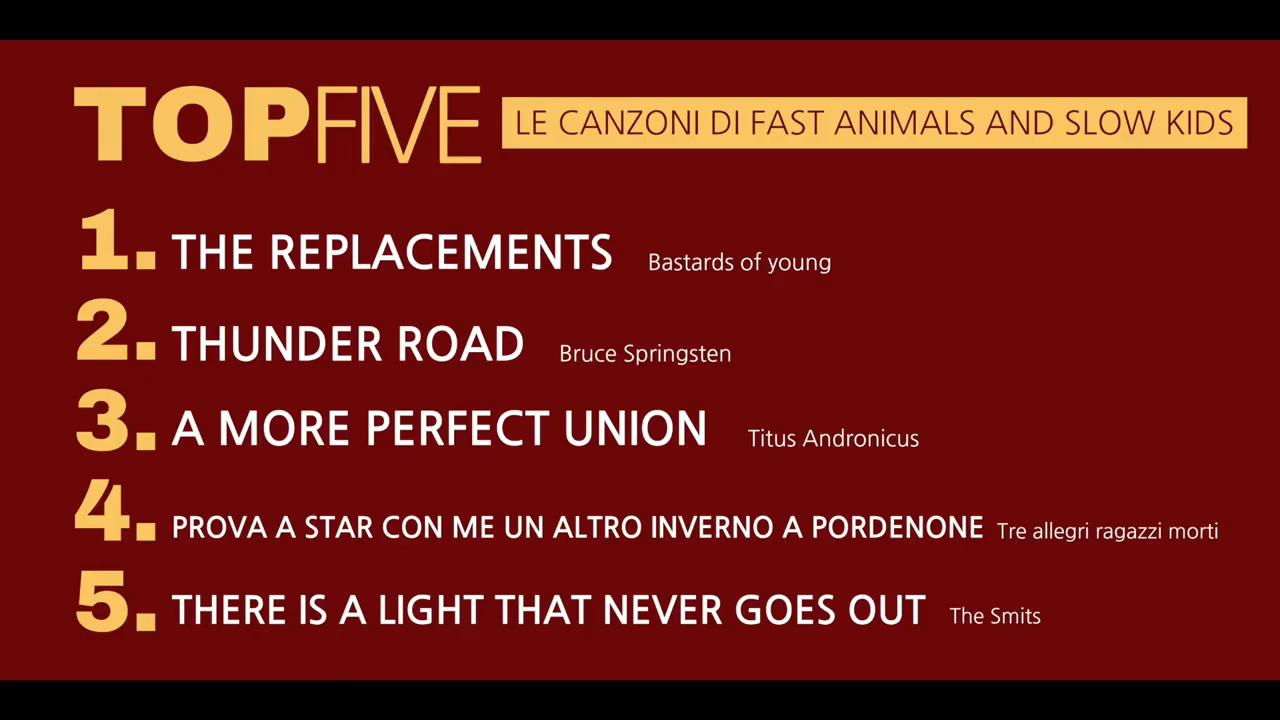 TOPFIVE LE CANZONI DI FAST ANIMALS AND SLOW KIDS
1. THE REPLACEMENTS Bastards of young
2. THUNDER ROAD Bruce Springsten
3. A MORE PERFECT UNION Titus Andronicus
4. PROVA A STAR CON ME UN ALTRO INVERNO A PORDENONE Tre allegri ragazzi morti
5. THERE IS A LIGHT THAT NEVER GOES OUT The Smits